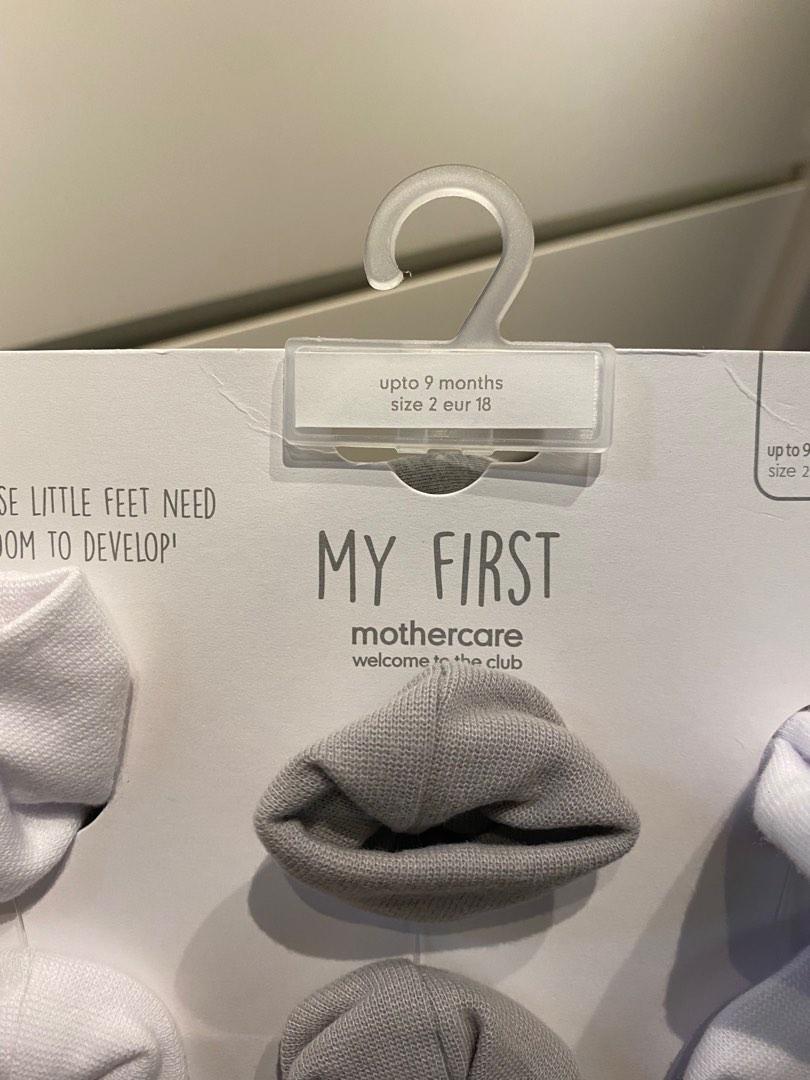 upto 9 months
size 2 eur 18
up to 9
size 2
SE LITTLE FEET NEED
OOM TO DEVELOP'
MY FIRST
mothercare
welcome to the club